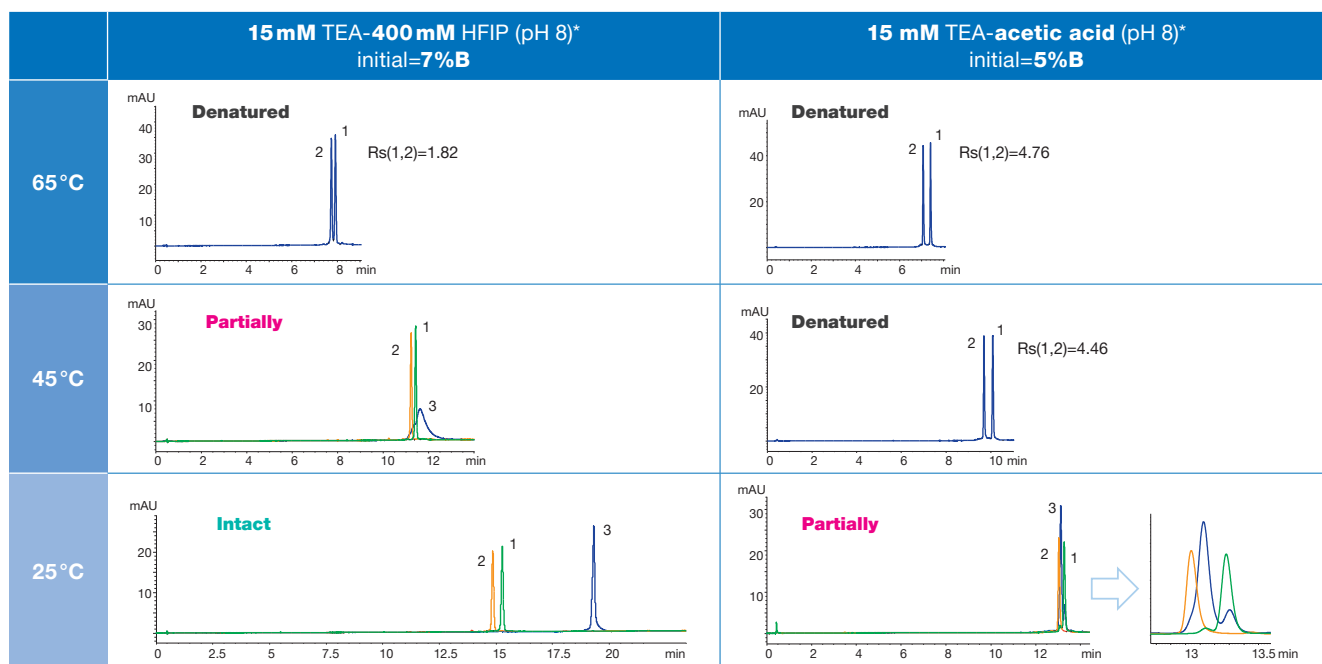 15 mM TEA-400 mM HFIP (pH 8)*
initial=7%B
15 mM TEA-acetic acid (pH 8)*
initial=5%B
65°C
mAU
Denatured
40
30
20
10
2
1
Rs(1,2)=1.82
0 2 4 6 8 min
mAU
Denatured
40
20
2
1
Rs(1,2)=4.76
0 2 4 6 min
45°C
mAU
Partially
30
20
10
2
1
3
0 2 4 6 8 10 12 min
mAU
Denatured
40
20
2
1
Rs(1,2)=4.46
0 2 4 6 8 10 min
25°C
mAU
Intact
20
10
0
2
1
3
0 2.5 5 7.5 10 12.5 15 17.5 20 min
mAU
Partially
30
20
10
0
3
2
1
0 2 4 6 8 10 12 min
13 13.5 min